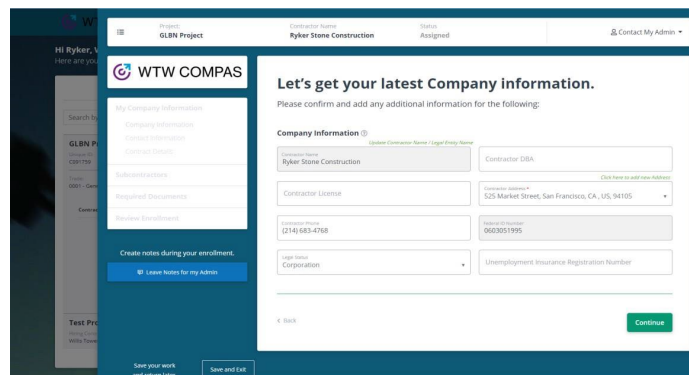 Project:
GLBN Project
Contractor Name
Ryker Stone Construction
Status
Assigned
Contact My Admin
Hi Ryker,
Here are you
WTW COMPAS
My Company Information
Company Information
Contact Information
Contract Details
Subcontractors
Required Documents
Review Enrollment
Create notes during your enrollment.
Leave Notes for my Admin
Save your work
and return later
Save and Exit
Search by
GLBN P
Contrac
Test Pro
Let's get your latest Company information.
Please confirm and add any additional information for the following:
Company Information
Update Contractor Name / Legal Entity Name
Contractor Name
Ryker Stone Construction
Contractor DBA
Click here to add new Address
Contractor License
Contractor Address *
525 Market Street, San Francisco, CA , US, 94105
Contractor Phone
(214) 683-4768
Federal ID Number
0603051995
Legal Status
Corporation
Unemployment Insurance Registration Number
< Back
Continue